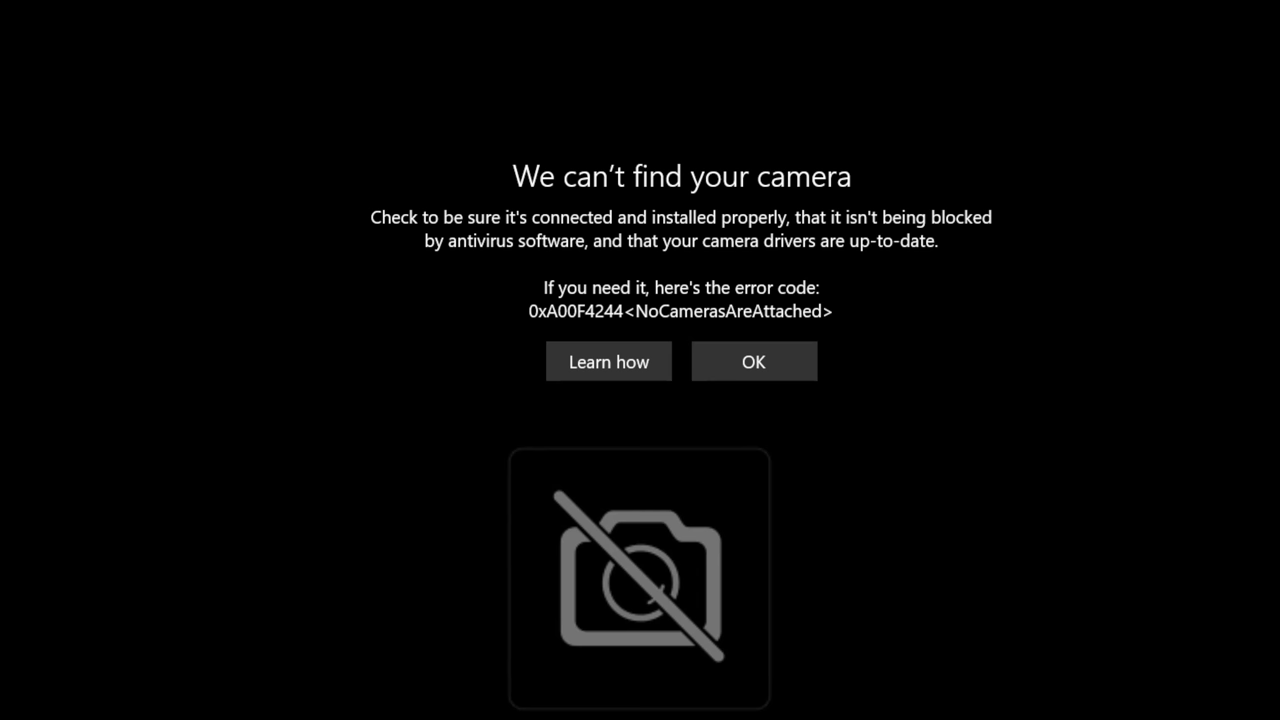 We can’t find your camera
Check to be sure it's connected and installed properly, that it isn't being blocked
by antivirus software, and that your camera drivers are up-to-date.
If you need it, here's the error code:
0xA00F4244<NoCamerasAreAttached>
Learn how
OK